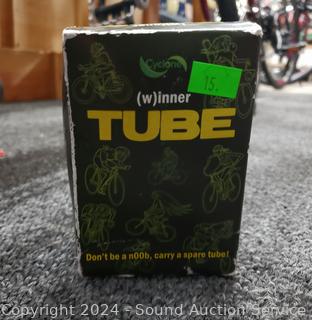 Cyclone
15.
(w)inner
TUBE
Don't be a n00b, carry a spare tube!
Copyright 2024 - Sound Auction Service